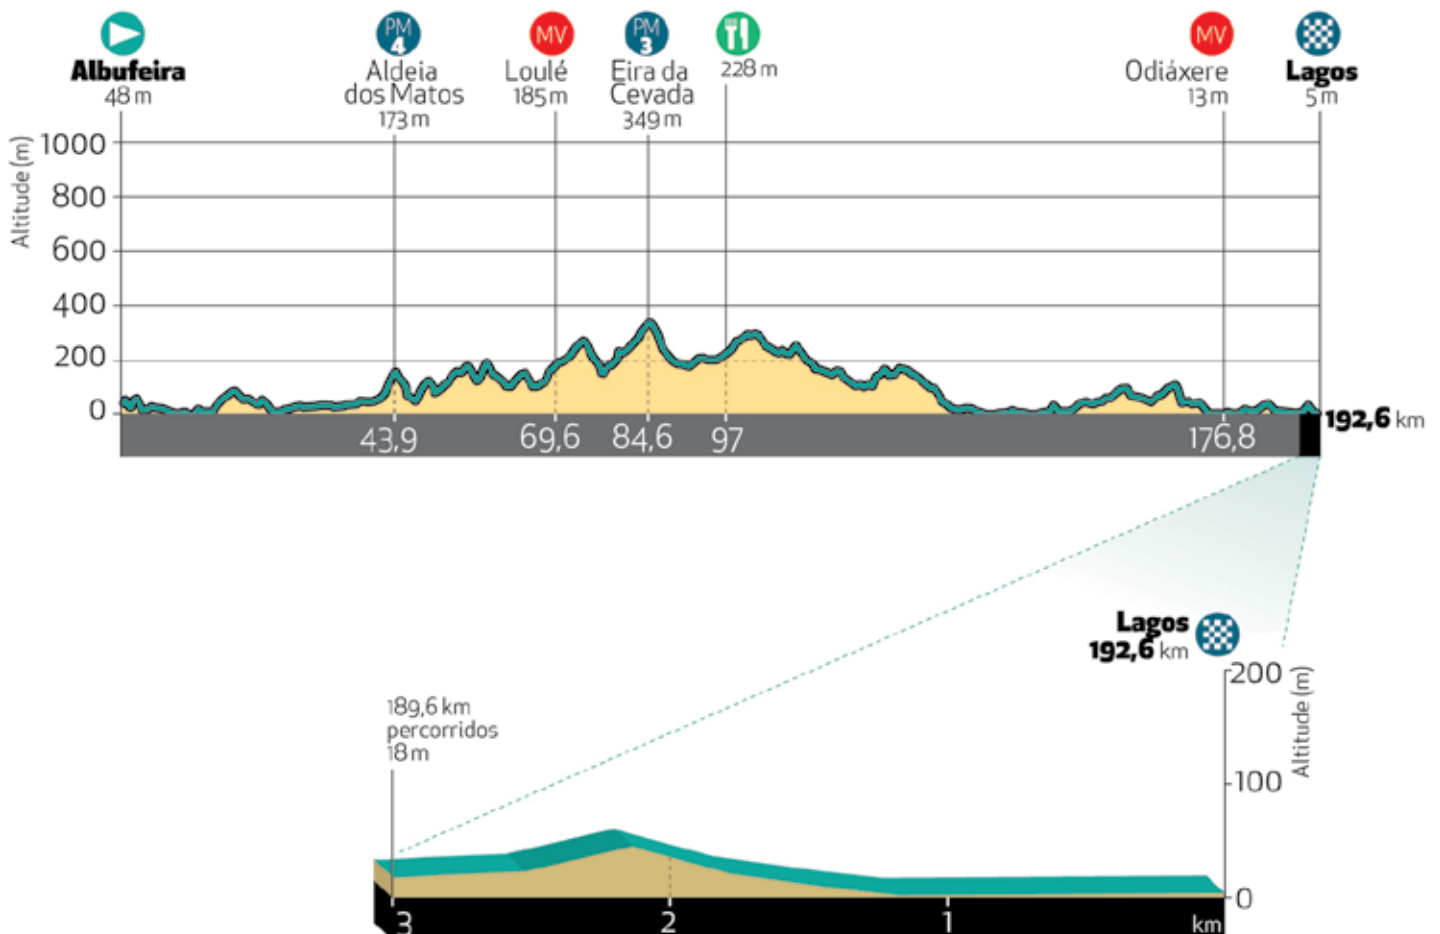 PM
4
MV
PM
3
MV
Albufeira
48 m
Aldeia
dos Matos
173 m
Loulé
185 m
Eira da
Cevada
349 m
228 m
Odiáxere
13 m
Lagos
5 m
Altitude (m)
1000
800
600
400
200
0
43,9
69,6
84,6
97
176,8
192,6 km
Lagos
192,6 km
189,6 km
percorridos
18 m
200
100
0
Altitude (m)
3
2
1
km